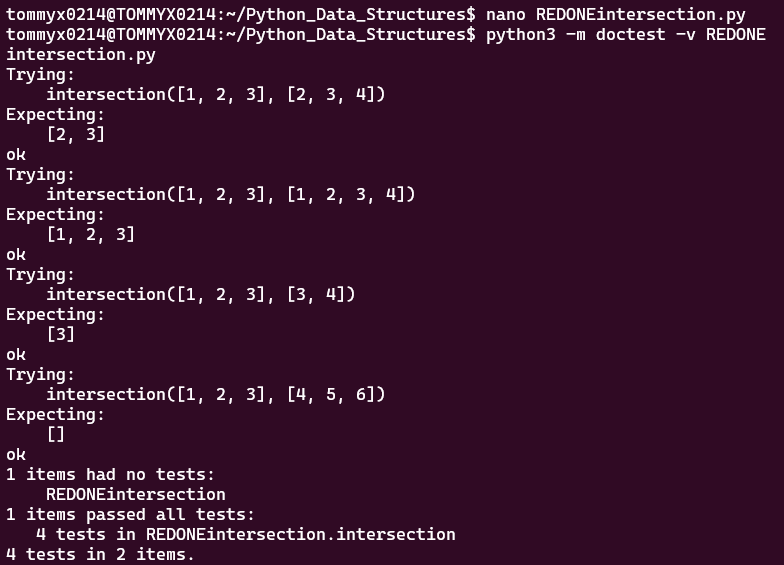 tommyx0214@TOMMYX0214:~/Python_Data_Structures$ nano REDONEintersection.py
tommyx0214@TOMMYX0214:~/Python_Data_Structures$ python3 -m doctest -v REDONE
intersection.py
Trying:
    intersection([1, 2, 3], [2, 3, 4])
Expecting:
    [2, 3]
ok
Trying:
    intersection([1, 2, 3], [1, 2, 3, 4])
Expecting:
    [1, 2, 3]
ok
Trying:
    intersection([1, 2, 3], [3, 4])
Expecting:
    [3]
ok
Trying:
    intersection([1, 2, 3], [4, 5, 6])
Expecting:
    []
ok
1 items had no tests:
    REDONEintersection
1 items passed all tests:
   4 tests in REDONEintersection.intersection
4 tests in 2 items.